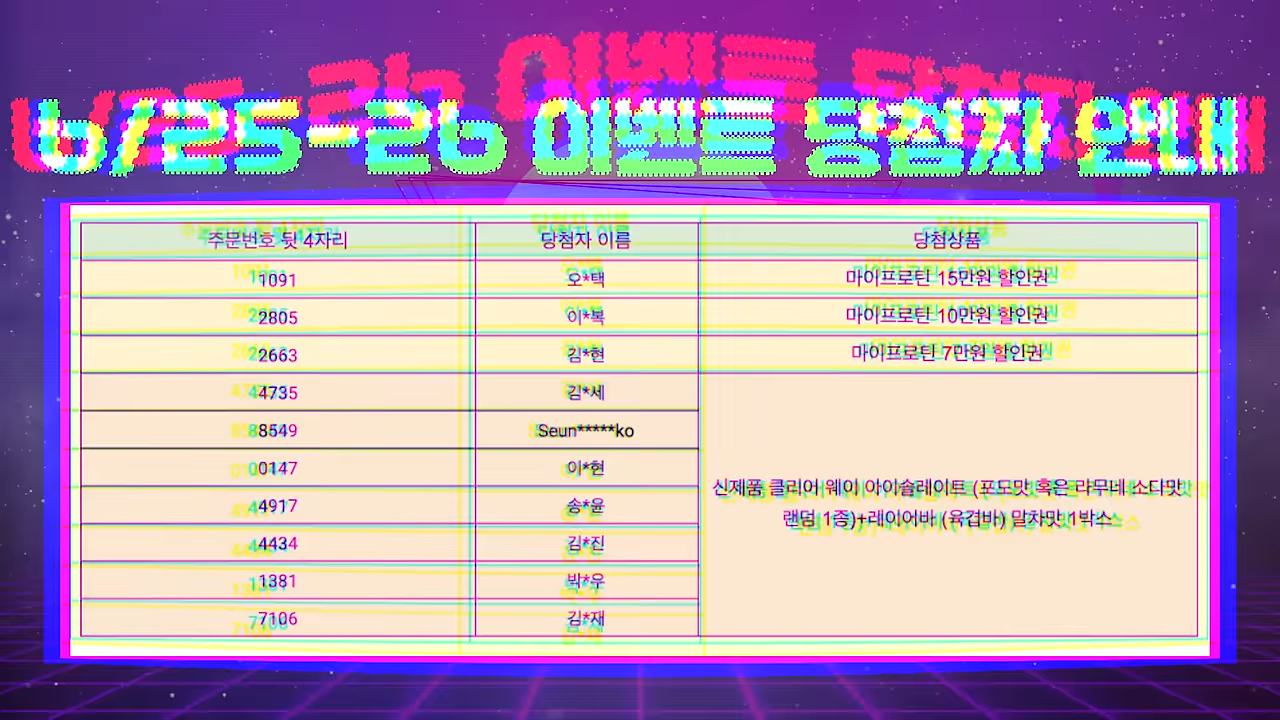 6/25-26 이벤트 당첨자 안내
주문번호 뒷 4자리 당첨자 이름 당첨상품
1091 오*택 마이프로틴 15만원 할인권
2805 이*복 마이프로틴 10만원 할인권
2663 김*현 마이프로틴 7만원 할인권
4735 김*세
8549 Seun*****ko
0147 이*현
4917 송*윤
4434 김*진
1381 박*우
7106 김*재
신제품 클리어 웨이 아이슬레이트 (포도맛 혹은 라무네 소다맛
랜덤 1종)+레이어바 (육겹바) 말차맛 1박스